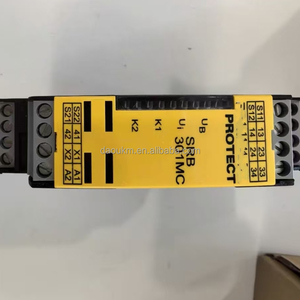 S11 13 23 33
S12 14 24 34
PROTECT
UB
Ui
K1
K2
SRB
301MC
S22 41 X1 A1
S21 42 X2 A2